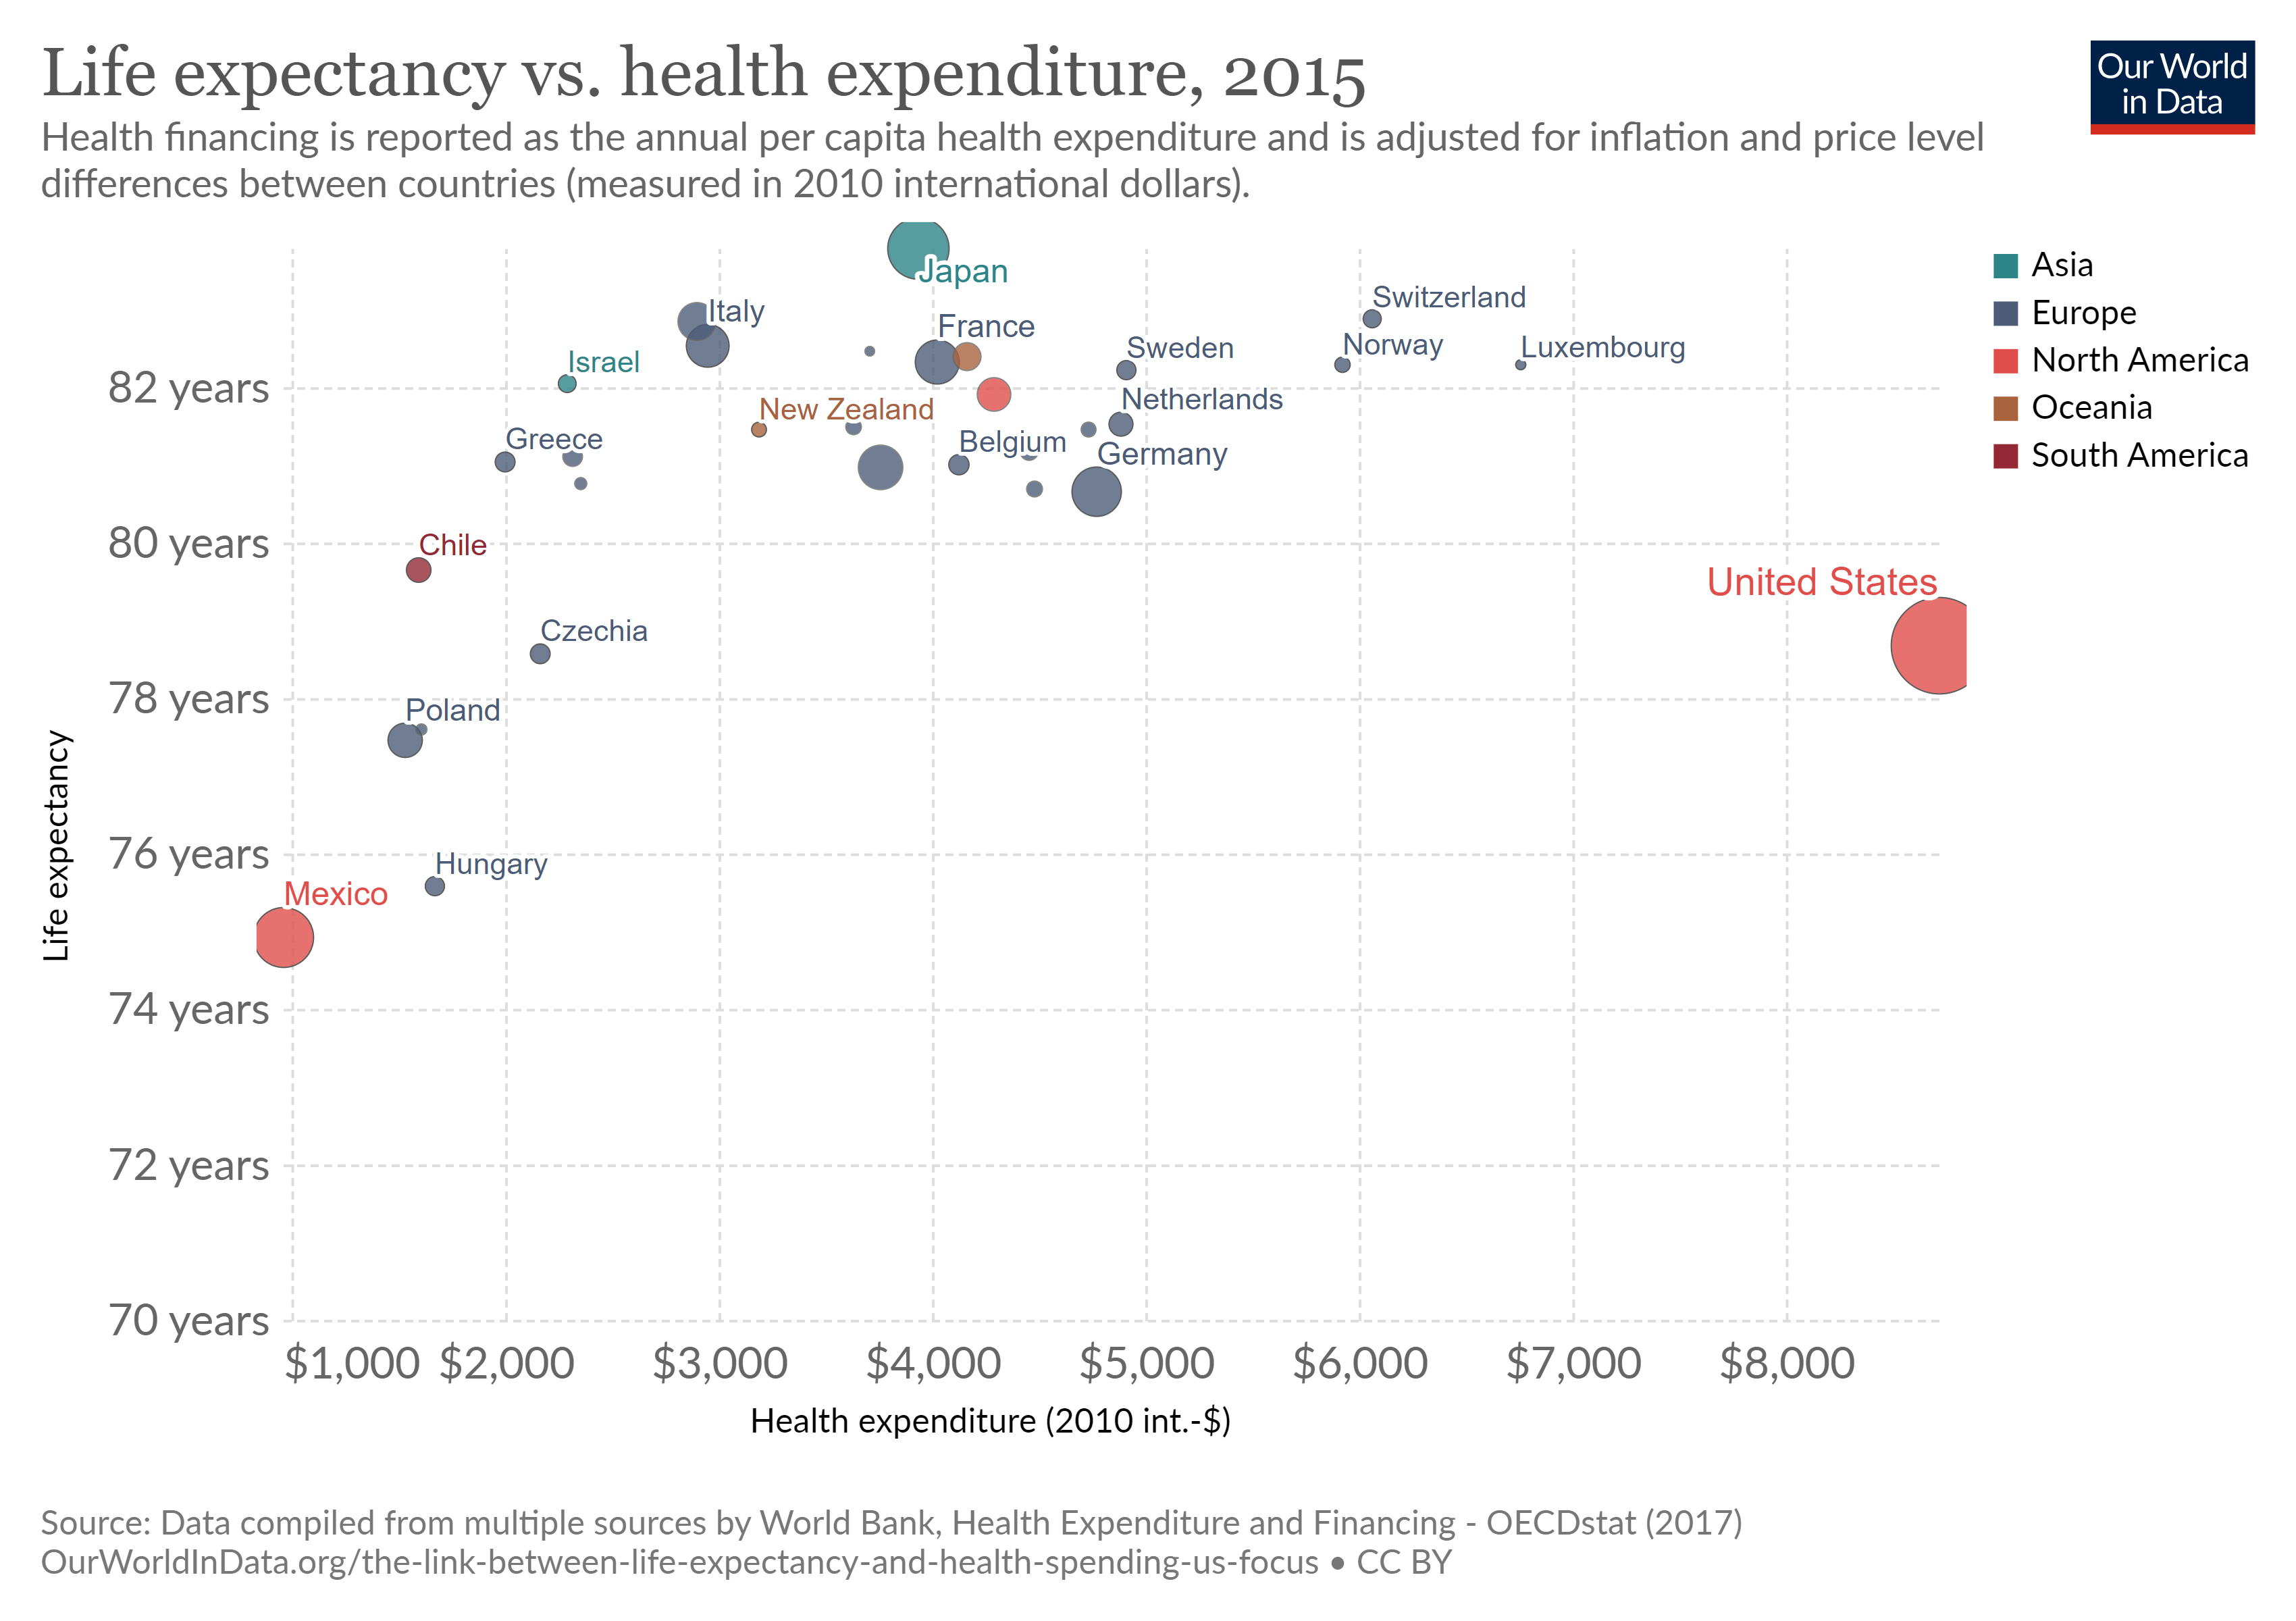 Life expectancy vs. health expenditure, 2015
Our World
in Data
Health financing is reported as the annual per capita health expenditure and is adjusted for inflation and price level
differences between countries (measured in 2010 international dollars).
Asia
Europe
North America
Oceania
South America
Japan
Switzerland
Italy
France
Norway
Luxembourg
Sweden
Israel
82 years
Netherlands
New Zealand
Greece
Belgium
Germany
80 years
Chile
United States
Czechia
78 years
Poland
76 years
Hungary
Mexico
Life expectancy
74 years
72 years
70 years
$1,000 $2,000 $3,000 $4,000 $5,000 $6,000 $7,000 $8,000
Health expenditure (2010 int.-$)
Source: Data compiled from multiple sources by World Bank, Health Expenditure and Financing - OECDstat (2017)
OurWorldInData.org/the-link-between-life-expectancy-and-health-spending-us-focus • CC BY